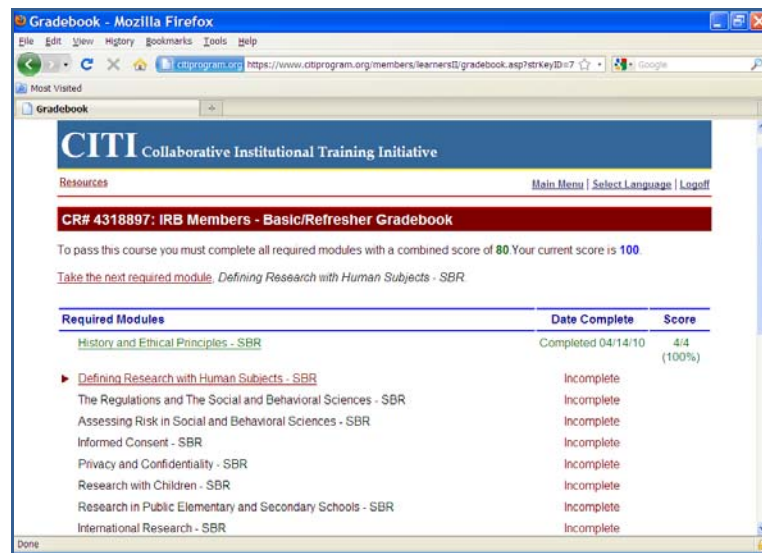 Gradebook - Mozilla Firefox
File Edit View History Bookmarks Tools Help
citiprogram.org https://www.citiprogram.org/members/learnersII/gradebook.asp?strKeyID=7 Google
Most Visited
Gradebook
CITI Collaborative Institutional Training Initiative
Resources Main Menu | Select Language | Logoff
CR# 4318897: IRB Members - Basic/Refresher Gradebook
To pass this course you must complete all required modules with a combined score of 80.Your current score is 100.
Take the next required module, Defining Research with Human Subjects - SBR.
Required Modules Date Complete Score
History and Ethical Principles - SBR Completed 04/14/10 4/4
(100%)
Defining Research with Human Subjects - SBR Incomplete
The Regulations and The Social and Behavioral Sciences - SBR Incomplete
Assessing Risk in Social and Behavioral Sciences - SBR Incomplete
Informed Consent - SBR Incomplete
Privacy and Confidentiality - SBR Incomplete
Research with Children - SBR Incomplete
Research in Public Elementary and Secondary Schools - SBR Incomplete
International Research - SBR Incomplete
Done